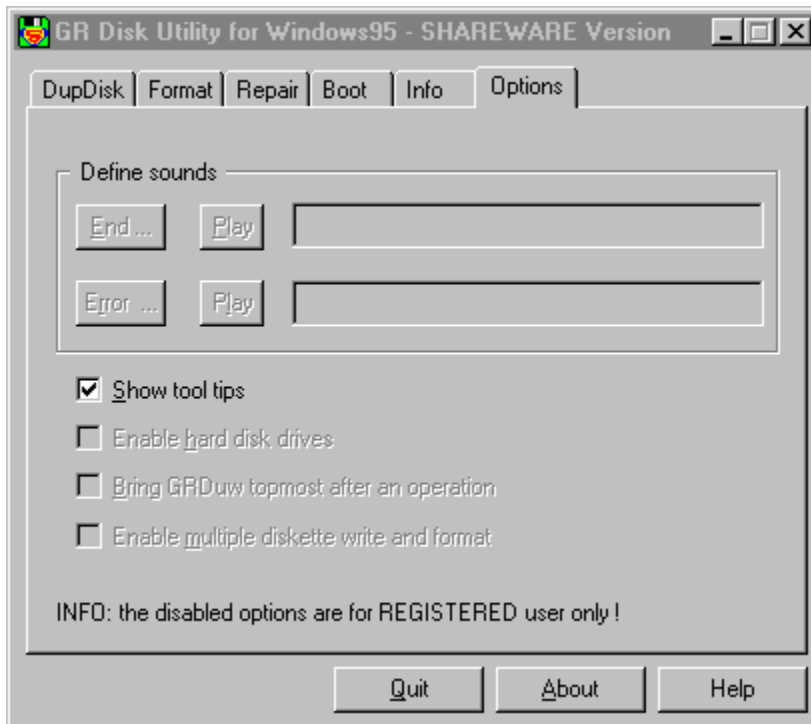 GR Disk Utility for Windows95 - SHAREWARE Version
DupDisk Format Repair Boot Info Options
Define sounds
End ... Play
Error ... Play
Show tool tips
Enable hard disk drives
Bring GRDuw topmost after an operation
Enable multiple diskette write and format
INFO: the disabled options are for REGISTERED user only !
Quit About Help